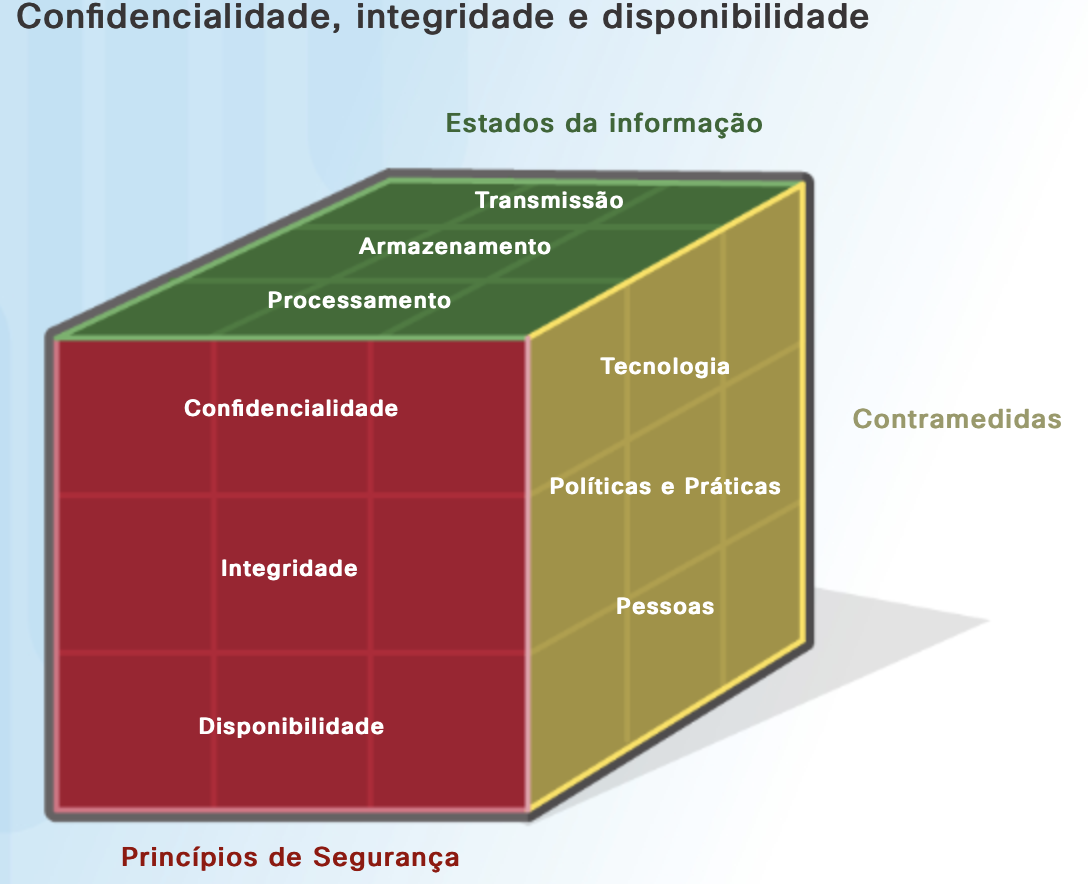 Confidencialidade, integridade e disponibilidade
Estados da informação
Transmissão
Armazenamento
Processamento
Confidencialidade
Integridade
Disponibilidade
Tecnologia
Políticas e Práticas
Pessoas
Contramedidas
Princípios de Segurança